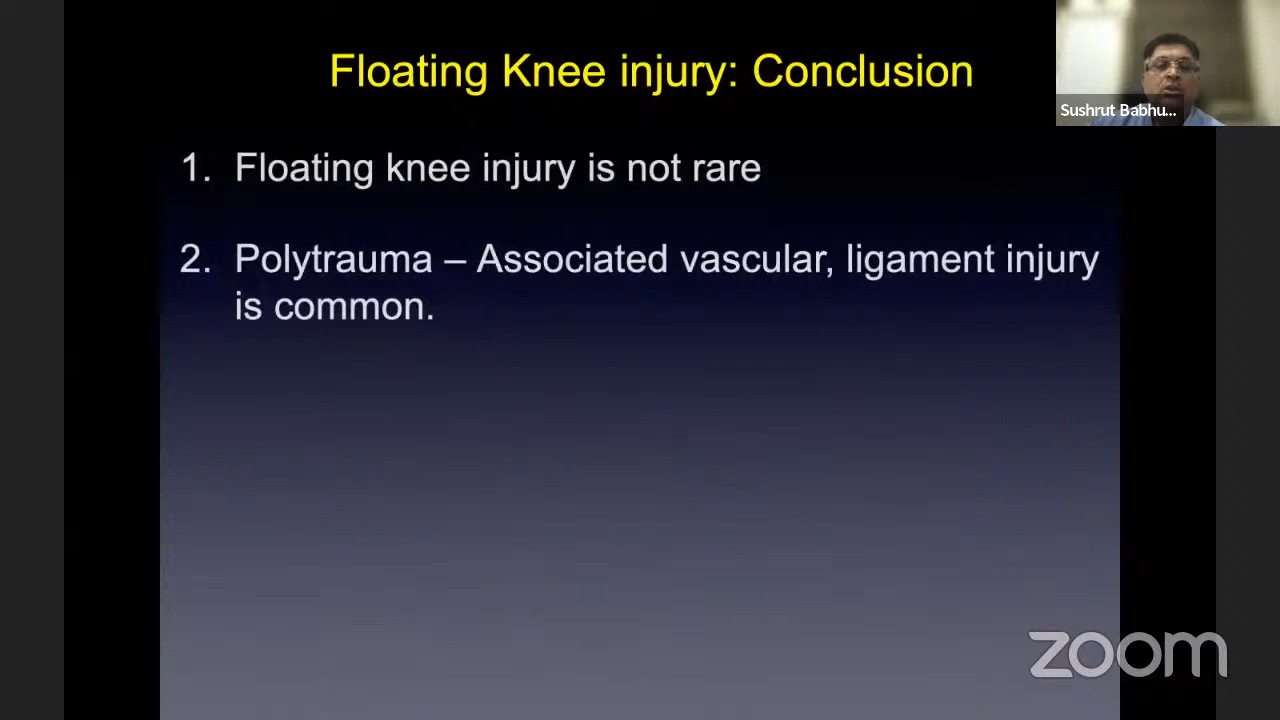 Floating Knee injury: Conclusion
Sushrut Babhu...
1. Floating knee injury is not rare
2. Polytrauma – Associated vascular, ligament injury
is common.
zoom